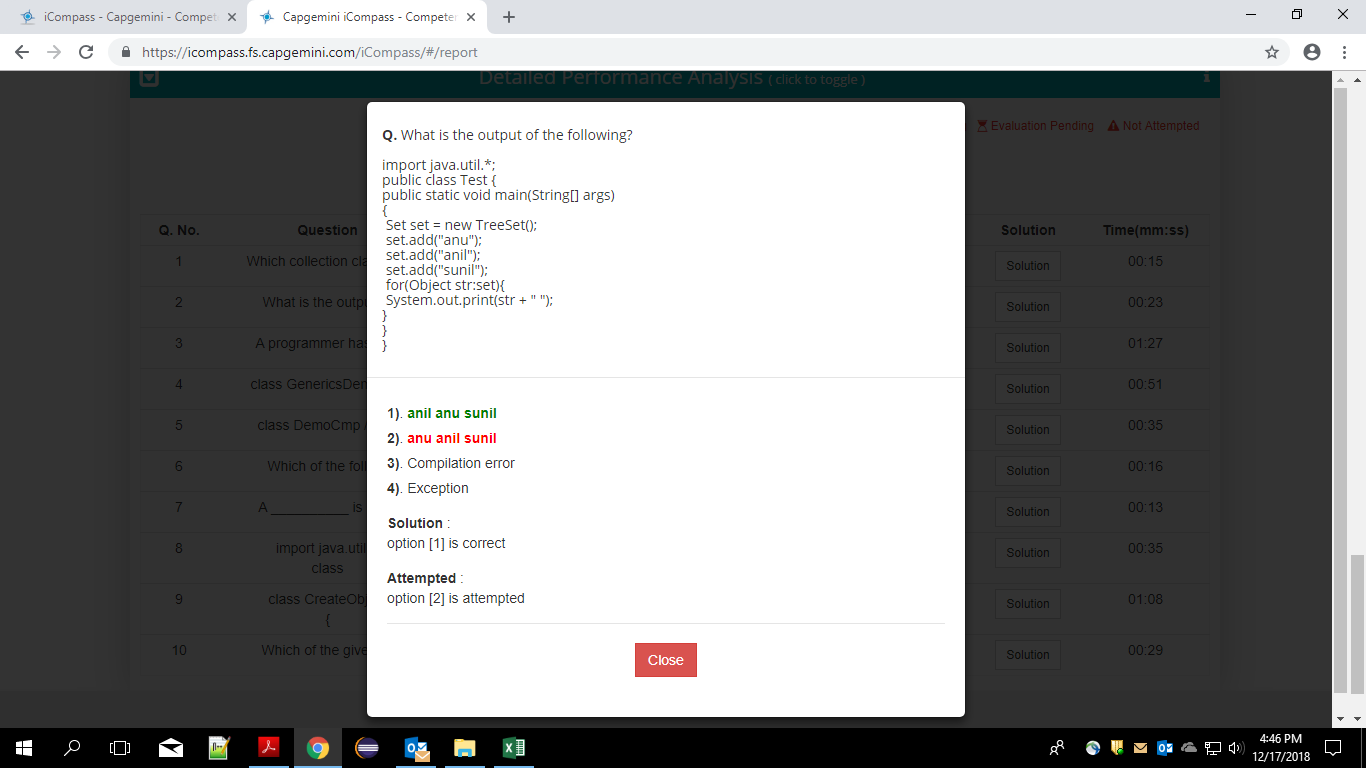 iCompass - Capgemini - Compet
Capgemini iCompass - Competen
https://icompass.fs.capgemini.com/iCompass/#/report
Detailed Performance Analysis ( click to toggle )
Evaluation Pending Not Attempted
Q. What is the output of the following?
import java.util.*;
public class Test {
public static void main(String[] args)
{
Set set = new TreeSet();
set.add("anu");
set.add("anil");
set.add("sunil");
for(Object str:set){
System.out.print(str + " ");
}
}
}
1). anil anu sunil
2). anu anil sunil
3). Compilation error
4). Exception
Solution :
option [1] is correct
Attempted :
option [2] is attempted
Close
Q. No. Question Solution Time(mm:ss)
1 Which collection cla Solution 00:15
2 What is the outp Solution 00:23
3 A programmer has Solution 01:27
4 class GenericsDem Solution 00:51
5 class DemoCmp Solution 00:35
6 Which of the foll Solution 00:16
7 A __________ is Solution 00:13
8 import java.util Solution 00:35
class
9 class CreateObj Solution 01:08
{
10 Which of the give Solution 00:29
4:46 PM
12/17/2018